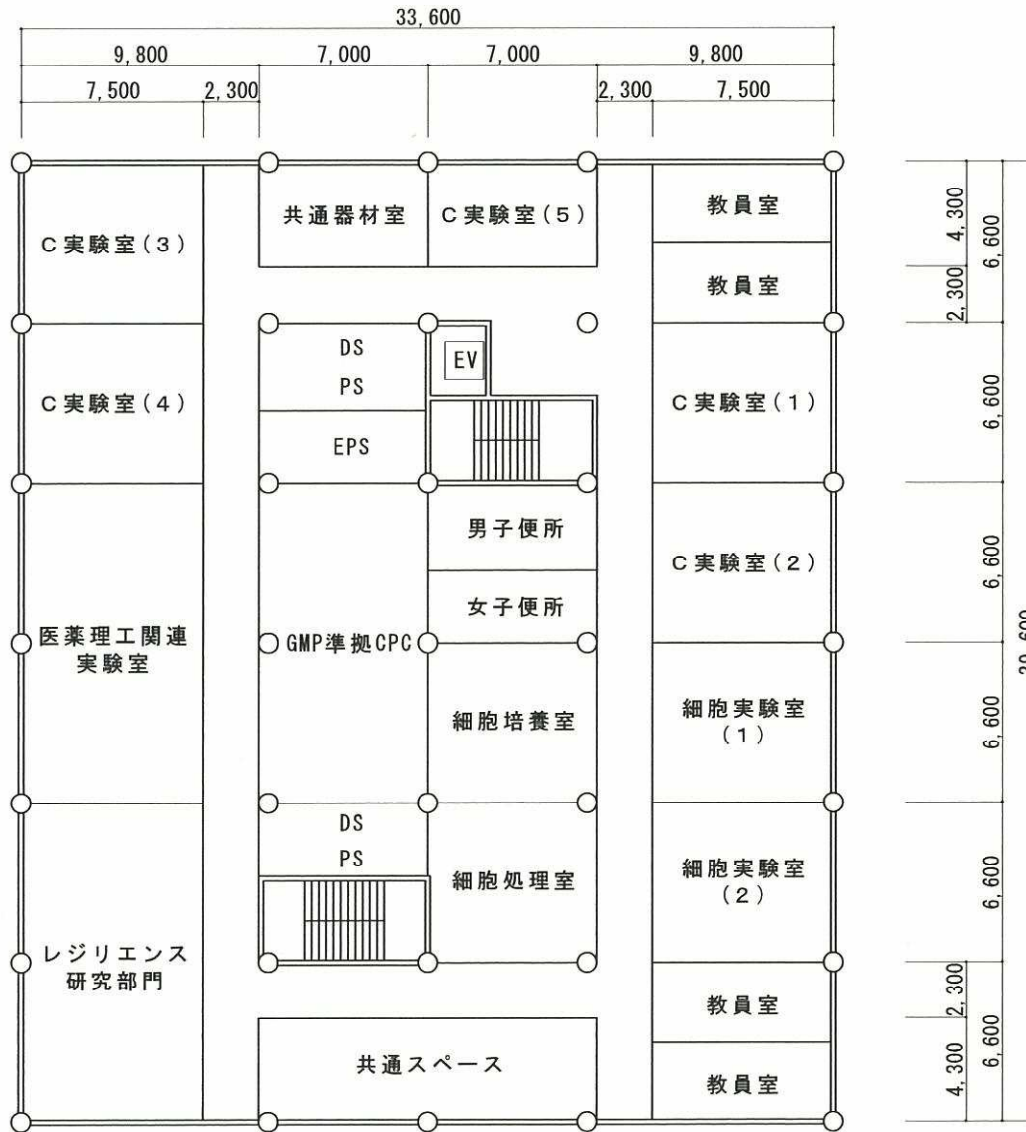 33,600
9,800
7,000
7,000
9,800
7,500
2,300
2,300
7,500
共通器材室
C実験室(5)
教員室
C実験室(3)
教員室
4,300
2,300
6,600
DS
PS
EV
EPS
C実験室(4)
C実験室(1)
6,600
男子便所
女子便所
C実験室(2)
6,600
医薬理工関連
実験室
GMP準拠CPC
細胞培養室
細胞実験室
(1)
6,600
DS
PS
細胞処理室
細胞実験室
(2)
6,600
レジリエンス
研究部門
教員室
共通スペース
教員室
2,300
4,300
6,600